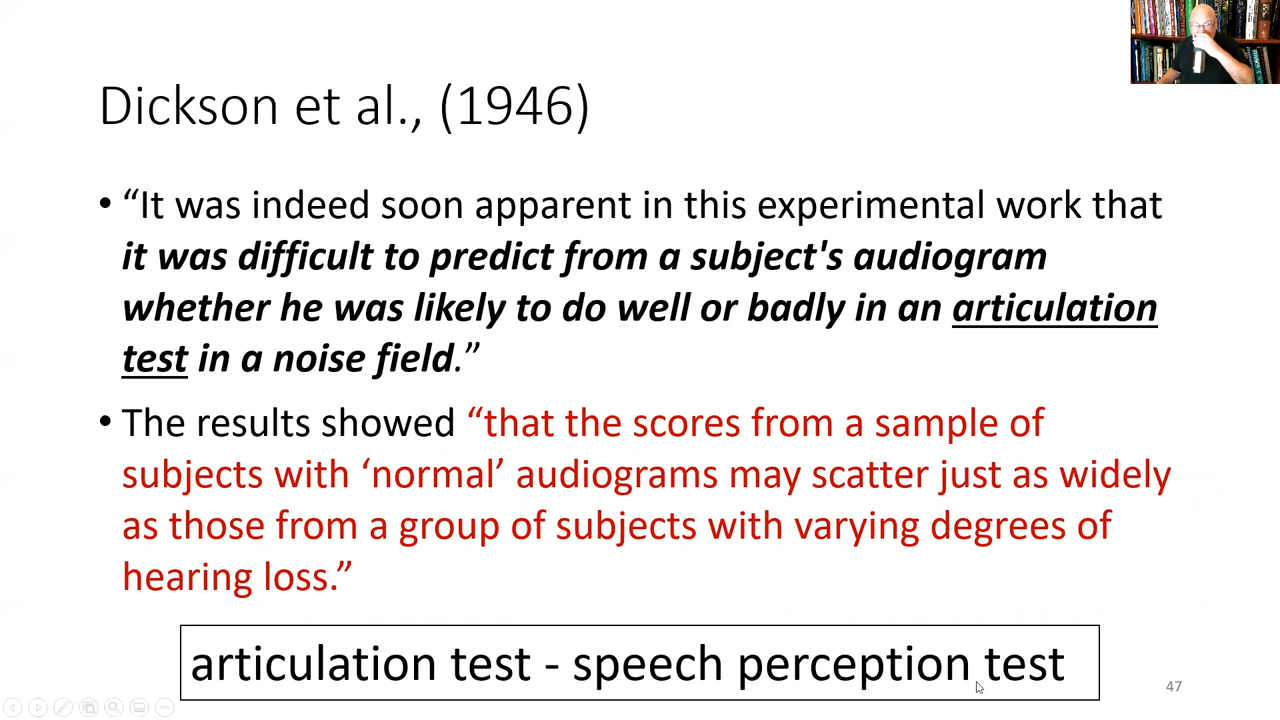 Dickson et al., (1946)
• “It was indeed soon apparent in this experimental work that
it was difficult to predict from a subject's audiogram
whether he was likely to do well or badly in an articulation
test in a noise field.”
• The results showed “that the scores from a sample of
subjects with ‘normal’ audiograms may scatter just as widely
as those from a group of subjects with varying degrees of
hearing loss.”
articulation test - speech perception test
47